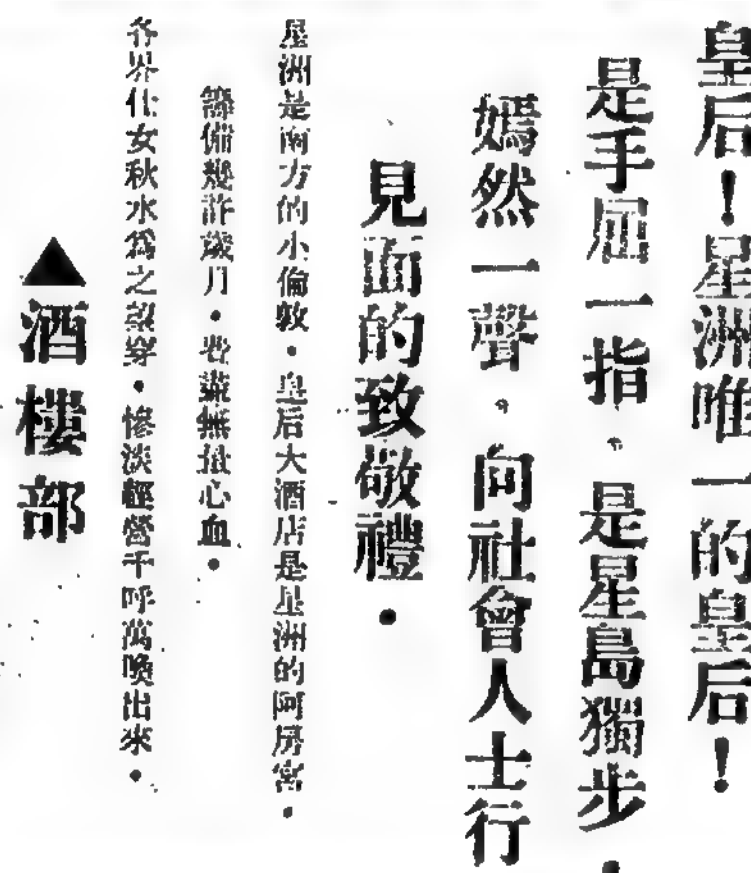 皇后!星洲唯一的皇后!
是手屈一指,是星島獨步.
嫣然一聲,向社會人士行
見面的致敬禮.
星洲是南方的小倫敦.皇后大酒店是星洲的阿房宮.
籌備幾許歲月.費盡無量心血.
各界仕女秋水為之望穿.慘淡輕營千呼萬喚出來.
▲酒樓部